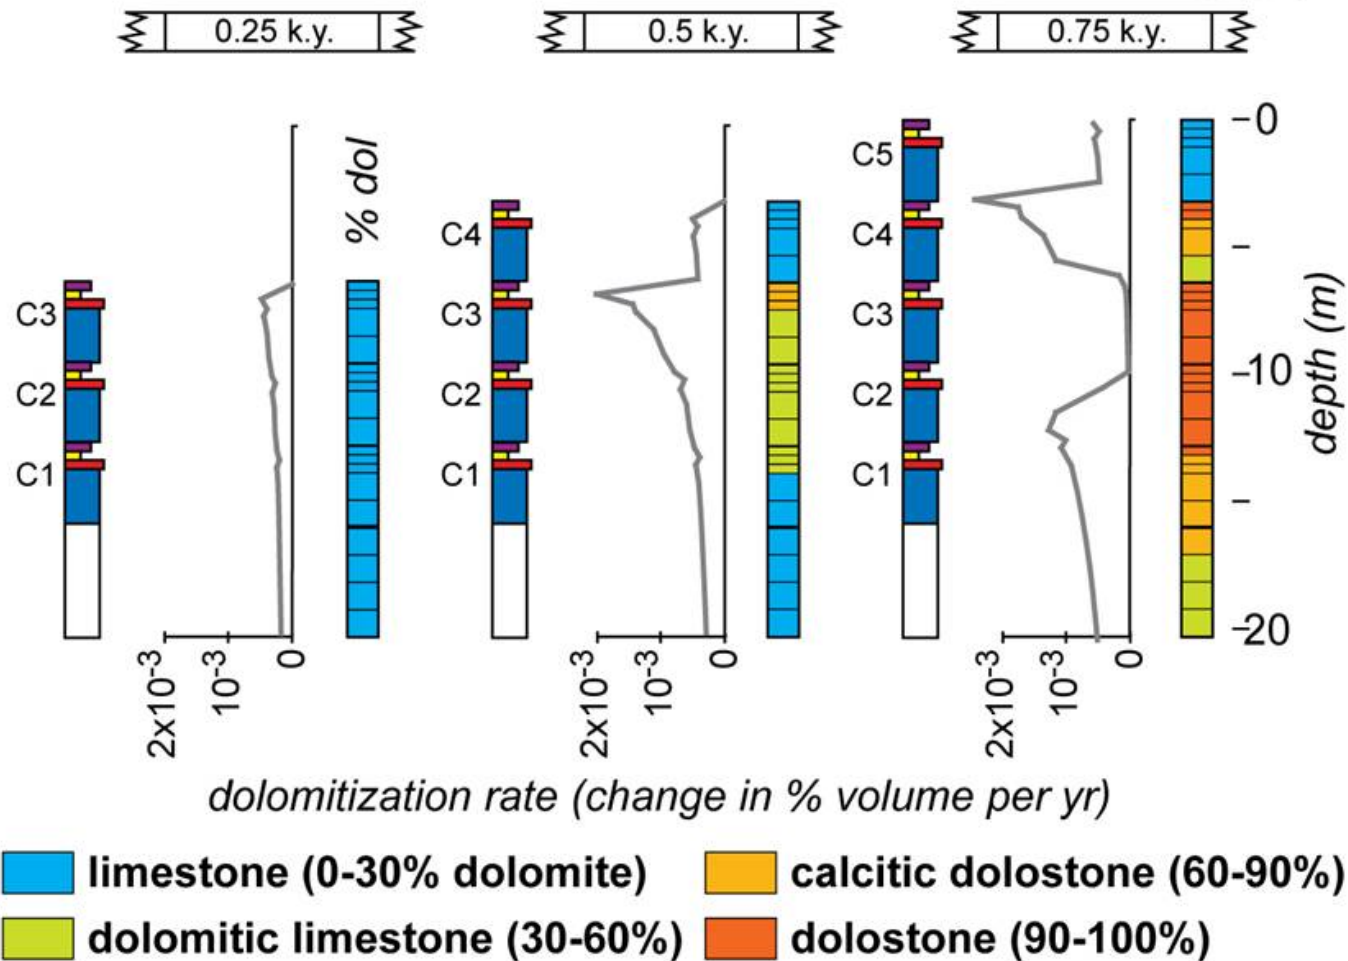 0.25 k.y. 0.5 k.y. 0.75 k.y.
% dol
C3
C2
C1
2x10-3 10-3 0
C4
C3
C2
C1
2x10-3 10-3 0
C5
C4
C3
C2
C1
2x10-3 10-3 0
0
10
20
depth (m)
dolomitization rate (change in % volume per yr)
limestone (0-30% dolomite)
calcitic dolostone (60-90%)
dolomitic limestone (30-60%)
dolostone (90-100%)